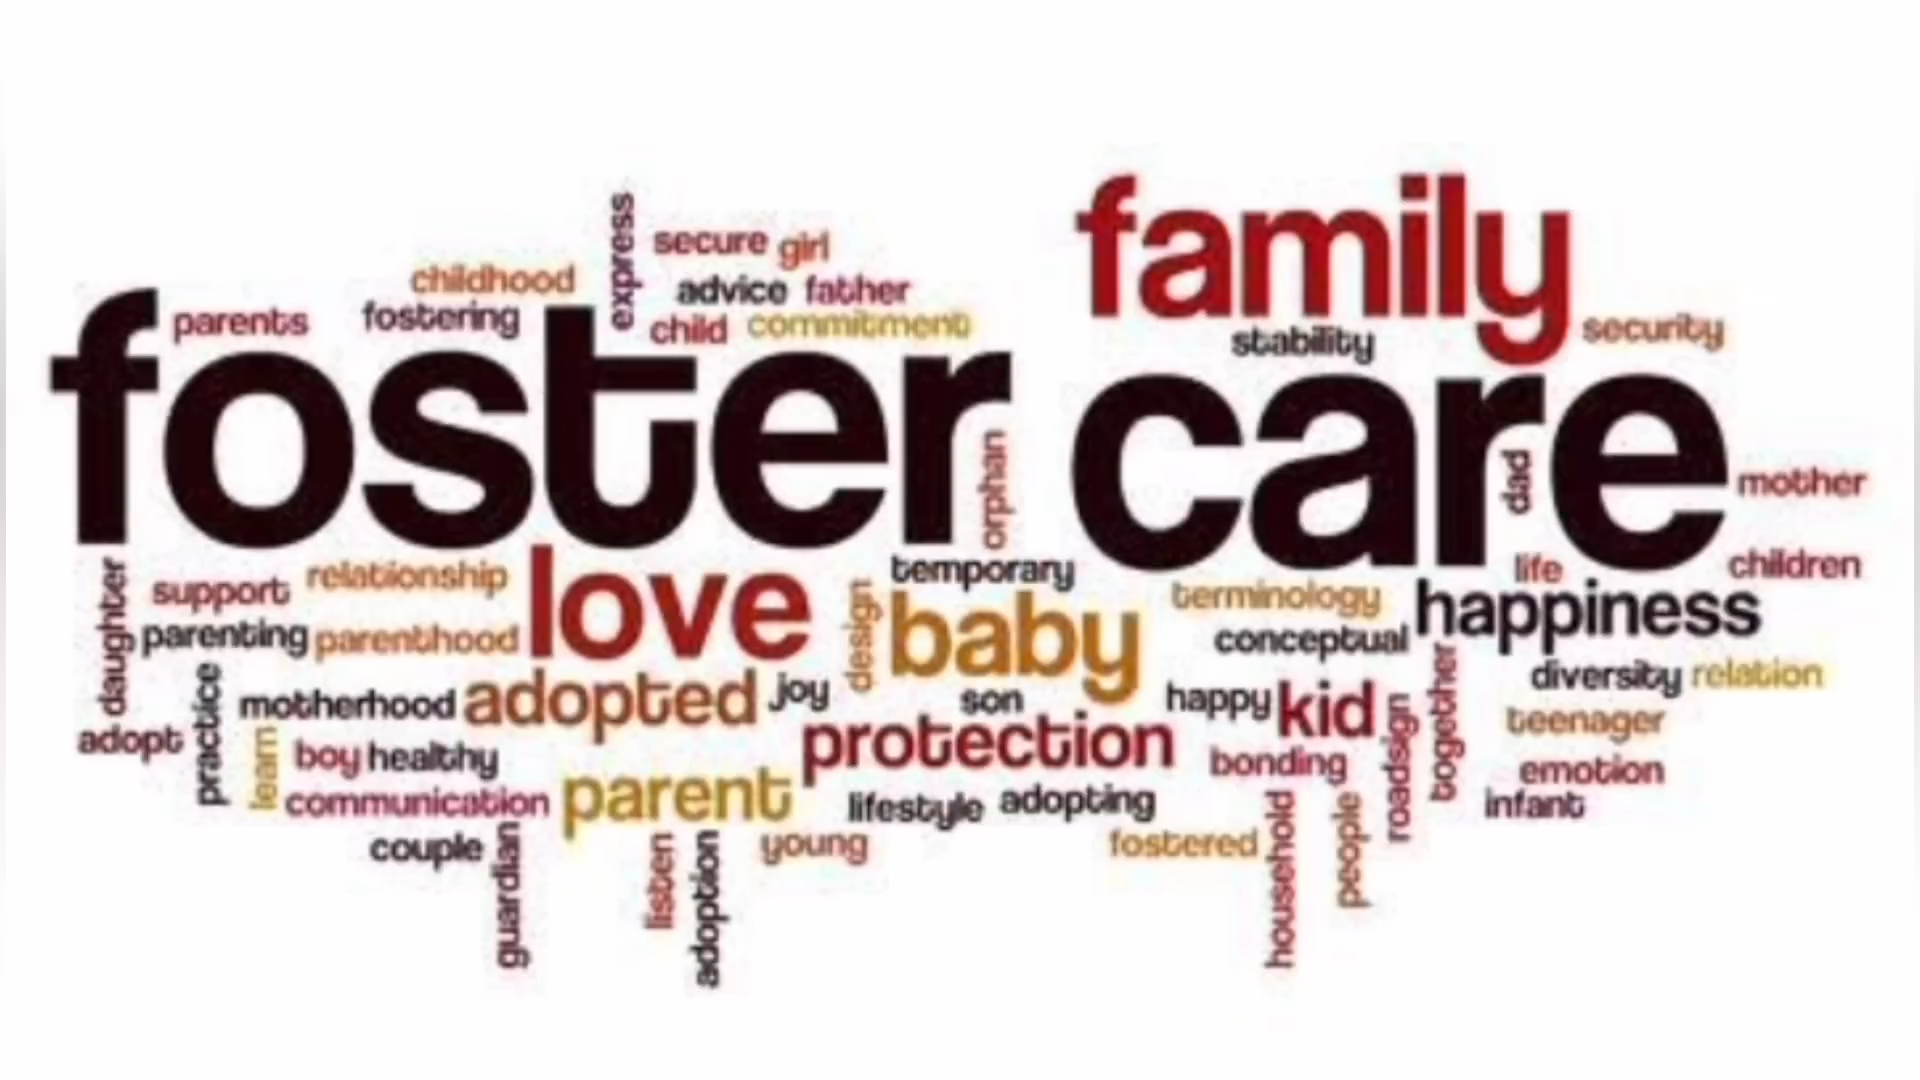 family
express
secure girl
childhood
advice father
parents
fostering
child commitment
stability
security
foster care
orphan
dad
mother
temporary
life
children
daughter
support
relationship
love
design
baby
terminology
happiness
parenting
parenthood
conceptual
practice
motherhood
adopted
joy
son
happy
kid
roadsign
together
diversity
relation
adopt
learn
boy
healthy
protection
bonding
teenager
emotion
communication
parent
lifestyle
adopting
infant
couple
guardian
listen
adoption
young
fostered
household
people